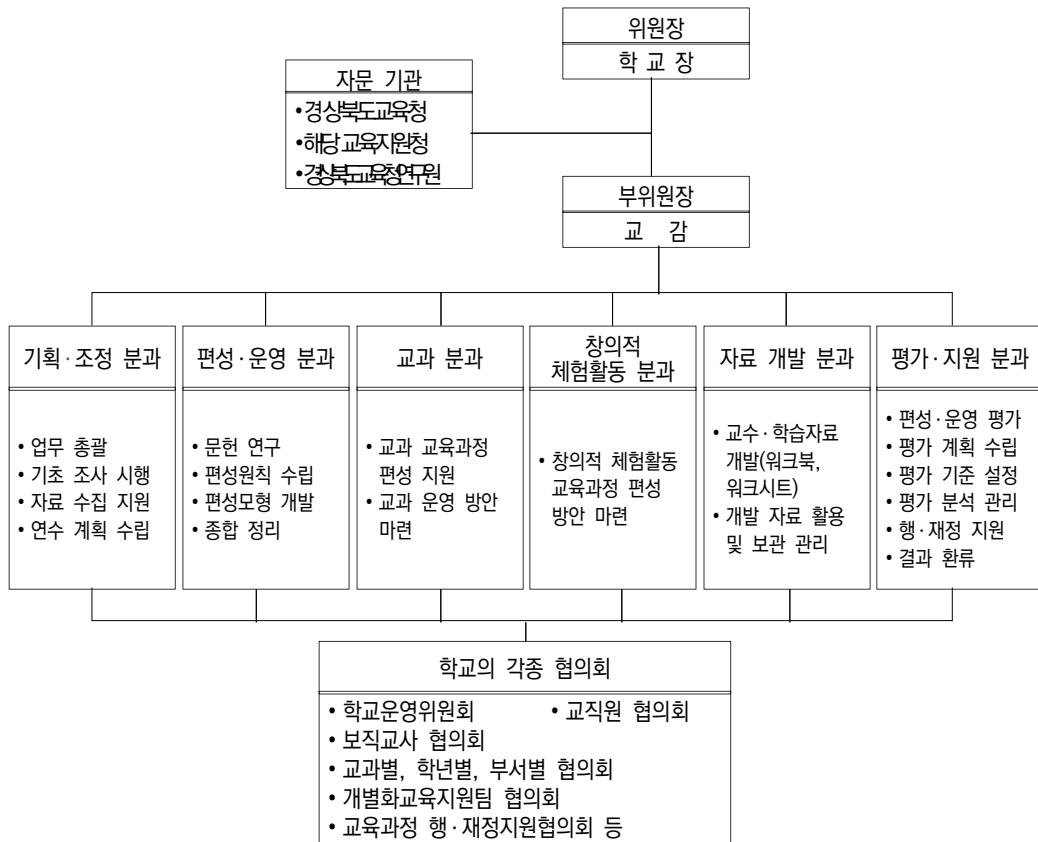 위원장
학 교 장
자문 기관
•경상북도교육청
•해당 교육지원청
•경상북도교육청연구원
부위원장
교 감
기획·조정 분과
• 업무 총괄
• 기초 조사 시행
• 자료 수집 지원
• 연수 계획 수립
편성·운영 분과
• 문헌 연구
• 편성원칙 수립
• 편성모형 개발
• 종합 정리
교과 분과
• 교과 교육과정
편성 지원
• 교과 운영 방안
마련
창의적
체험활동 분과
• 창의적 체험활동
교육과정 편성
방안 마련
자료 개발 분과
• 교수·학습자료
개발(워크북,
워크시트)
• 개발 자료 활용
및 보관 관리
평가·지원 분과
• 편성·운영 평가
• 평가 계획 수립
• 평가 기준 설정
• 평가 분석 관리
• 행·재정 지원
• 결과 환류
학교의 각종 협의회
• 학교운영위원회 • 교직원 협의회
• 보직교사 협의회
• 교과별, 학년별, 부서별 협의회
• 개별화교육지원팀 협의회
• 교육과정 행·재정지원협의회 등